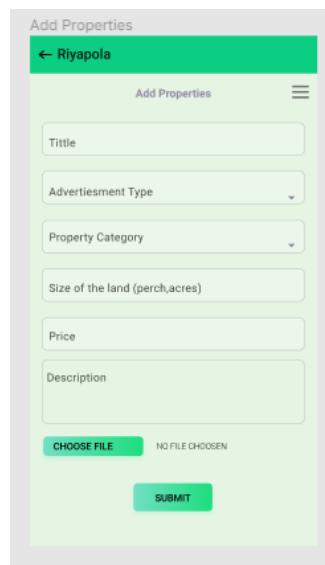 Add Properties
← Riyapola
Add Properties
Tittle
Advertiesment Type
Property Category
Size of the land (perch,acres)
Price
Description
CHOOSE FILE NO FILE CHOOSEN
SUBMIT